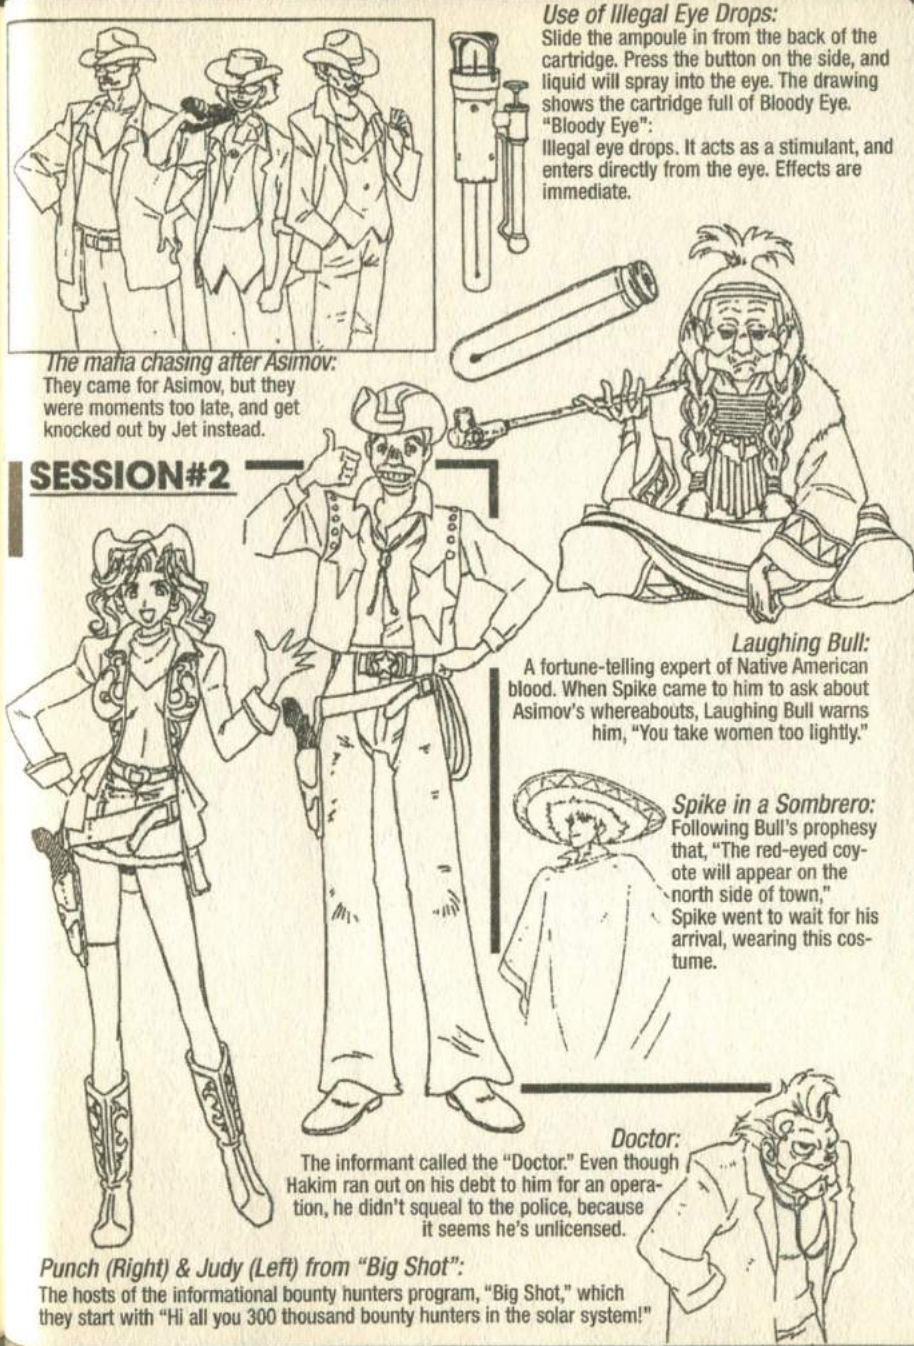 Use of Illegal Eye Drops:
Slide the ampoule in from the back of the
cartridge. Press the button on the side, and
liquid will spray into the eye. The drawing
shows the cartridge full of Bloody Eye.
"Bloody Eye":
Illegal eye drops. It acts as a stimulant, and
enters directly from the eye. Effects are
immediate.
The mafia chasing after Asimov:
They came for Asimov, but they
were moments too late, and get
knocked out by Jet instead.
SESSION#2
Laughing Bull:
A fortune-telling expert of Native American
blood. When Spike came to him to ask about
Asimov's whereabouts, Laughing Bull warns
him, "You take women too lightly."
Spike in a Sombrero:
Following Bull's prophesy
that, "The red-eyed coy-
ote will appear on the
north side of town,"
Spike went to wait for his
arrival, wearing this cos-
tume.
Doctor:
The informant called the "Doctor." Even though
Hakim ran out on his debt to him for an opera-
tion, he didn't squeal to the police, because
it seems he's unlicensed.
Punch (Right) & Judy (Left) from "Big Shot":
The hosts of the informational bounty hunters program, "Big Shot," which
they start with "Hi all you 300 thousand bounty hunters in the solar system!"